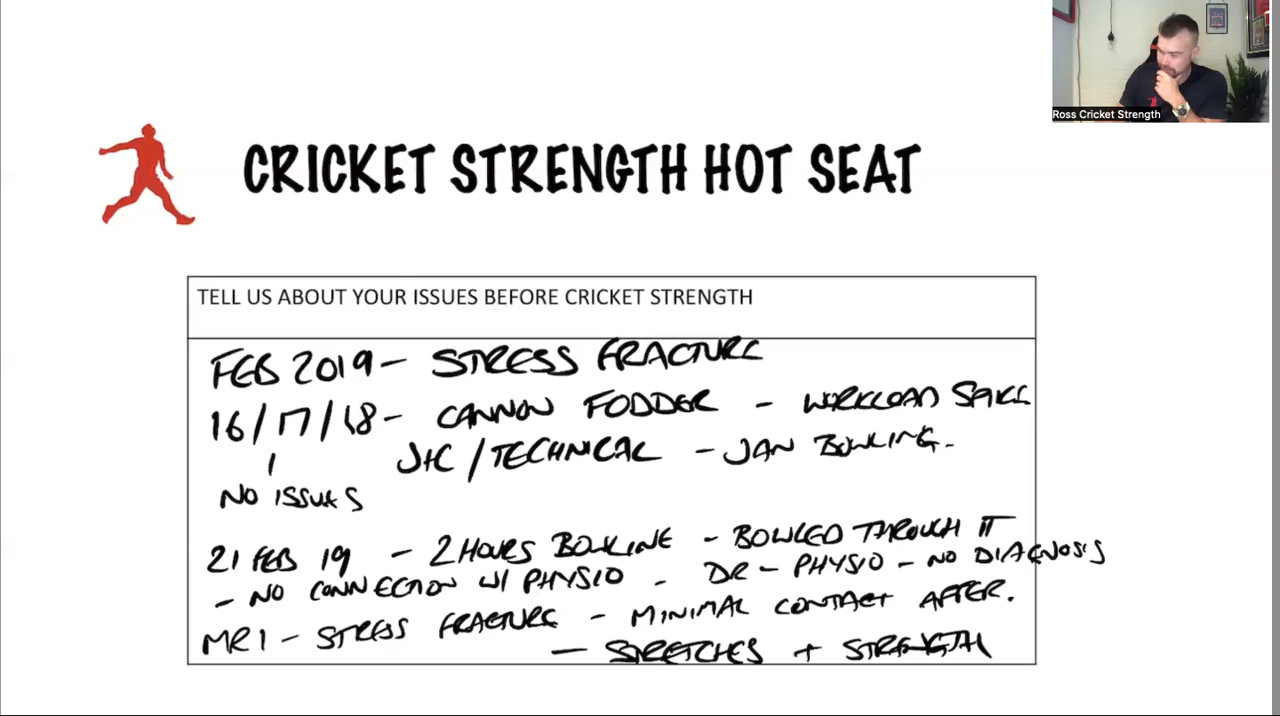 Ross Cricket Strength
CRICKET STRENGTH HOT SEAT
TELL US ABOUT YOUR ISSUES BEFORE CRICKET STRENGTH
FEB 2019 - STRESS FRACTURE
16/17/18 - CANNON FODDER - WORKLOAD
/TECHNICAL - JAN BOWLING.
NO ISSUES
21 FEB 19 - 2 HOURS BOWLING - BOWLED THROUGH IT
- NO CONNECTION W/ PHYSIO - DR - PHYSIO - NO DIAGNOSIS
MRI - STRESS FRACTURE - MINIMAL CONTACT AFTER.
- STRETCHES + STRENGTH